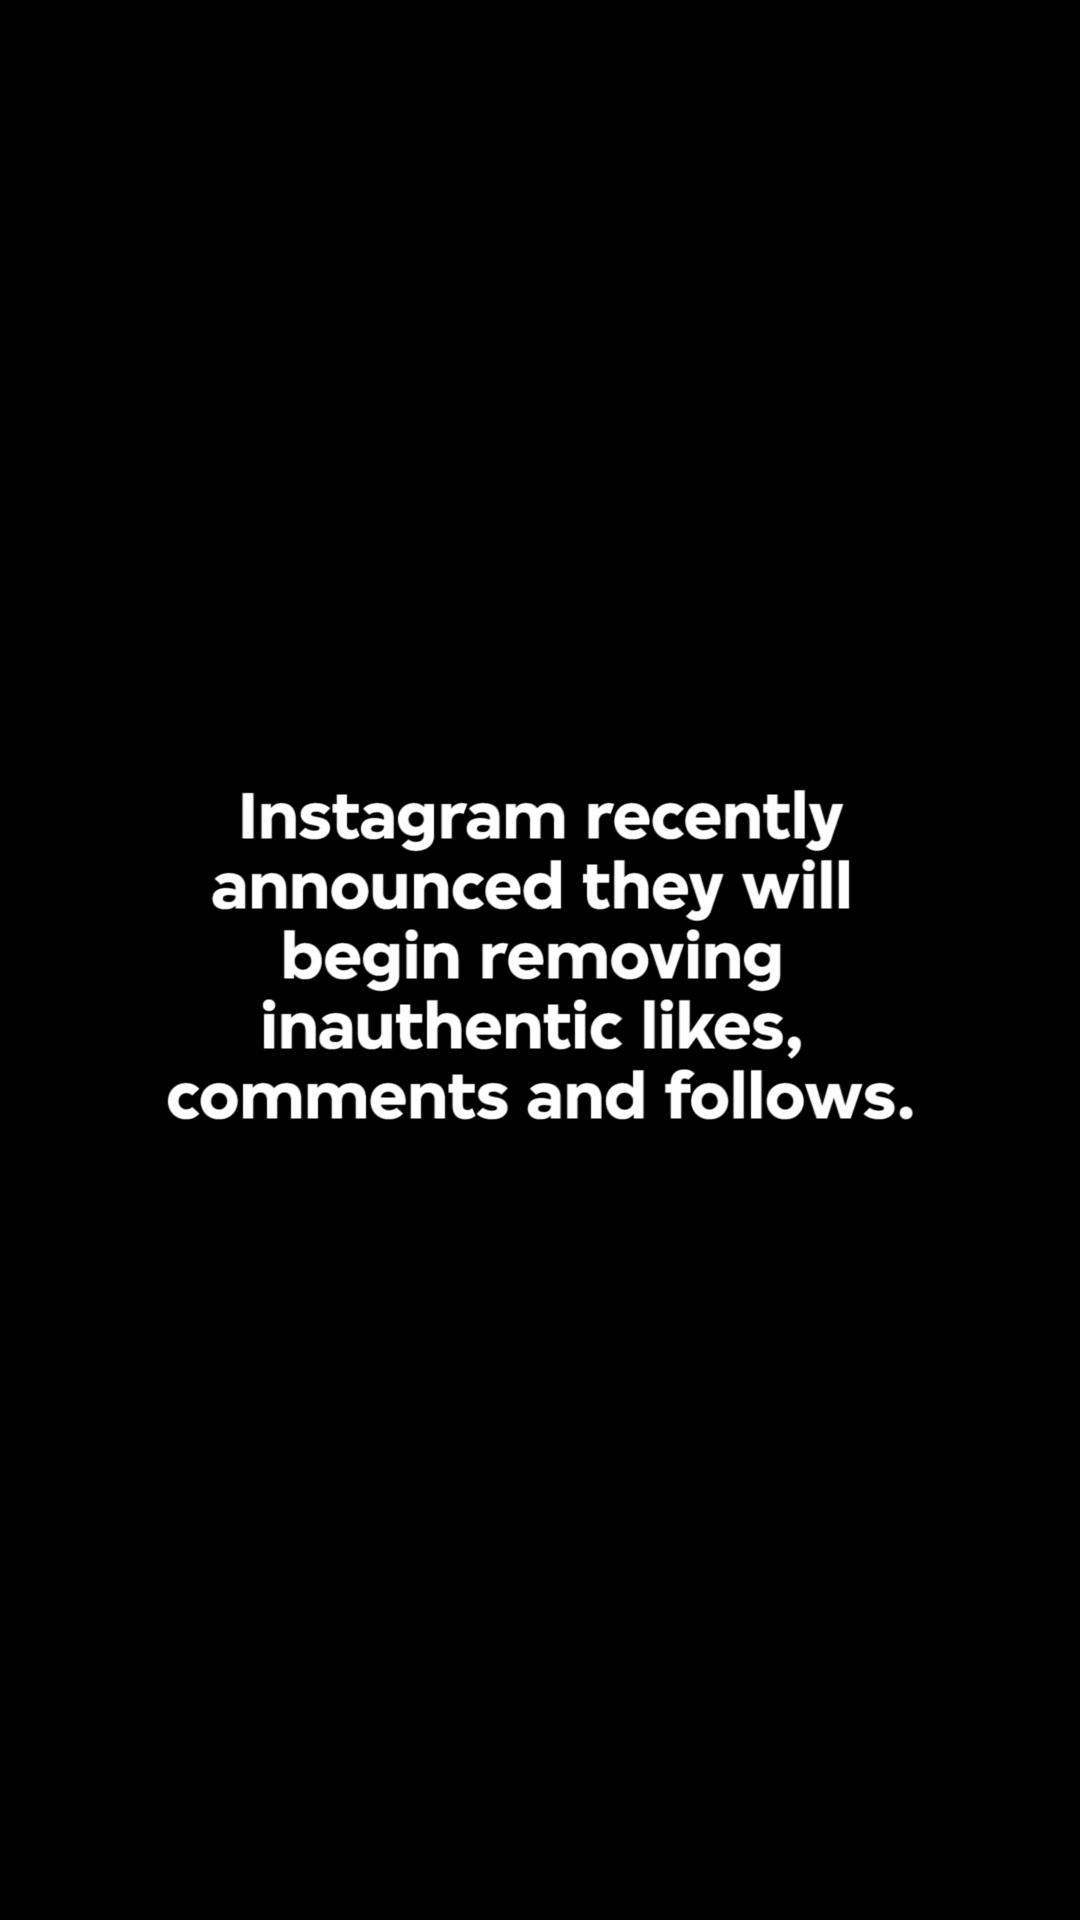 Instagram recently
announced they will
begin removing
inauthentic likes,
comments and follows.